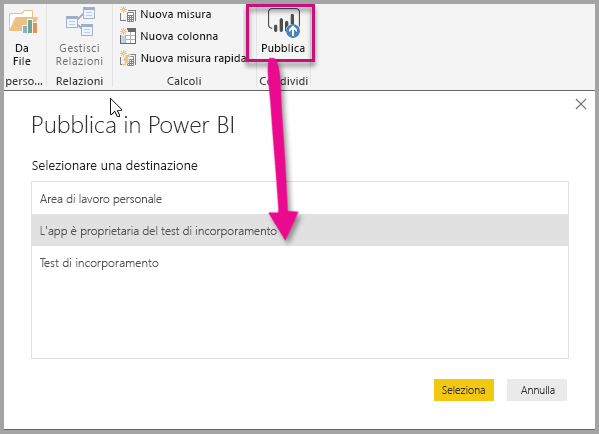 Da
File
perso...
Gestisci
Relazioni
Relazioni
Nuova misura
Nuova colonna
Nuova misura rapida
Calcoli
Pubblica
Condividi
Pubblica in Power BI
Selezionare una destinazione
Area di lavoro personale
L'app è proprietaria del test di incorporamento
Test di incorporamento
Seleziona
Annulla